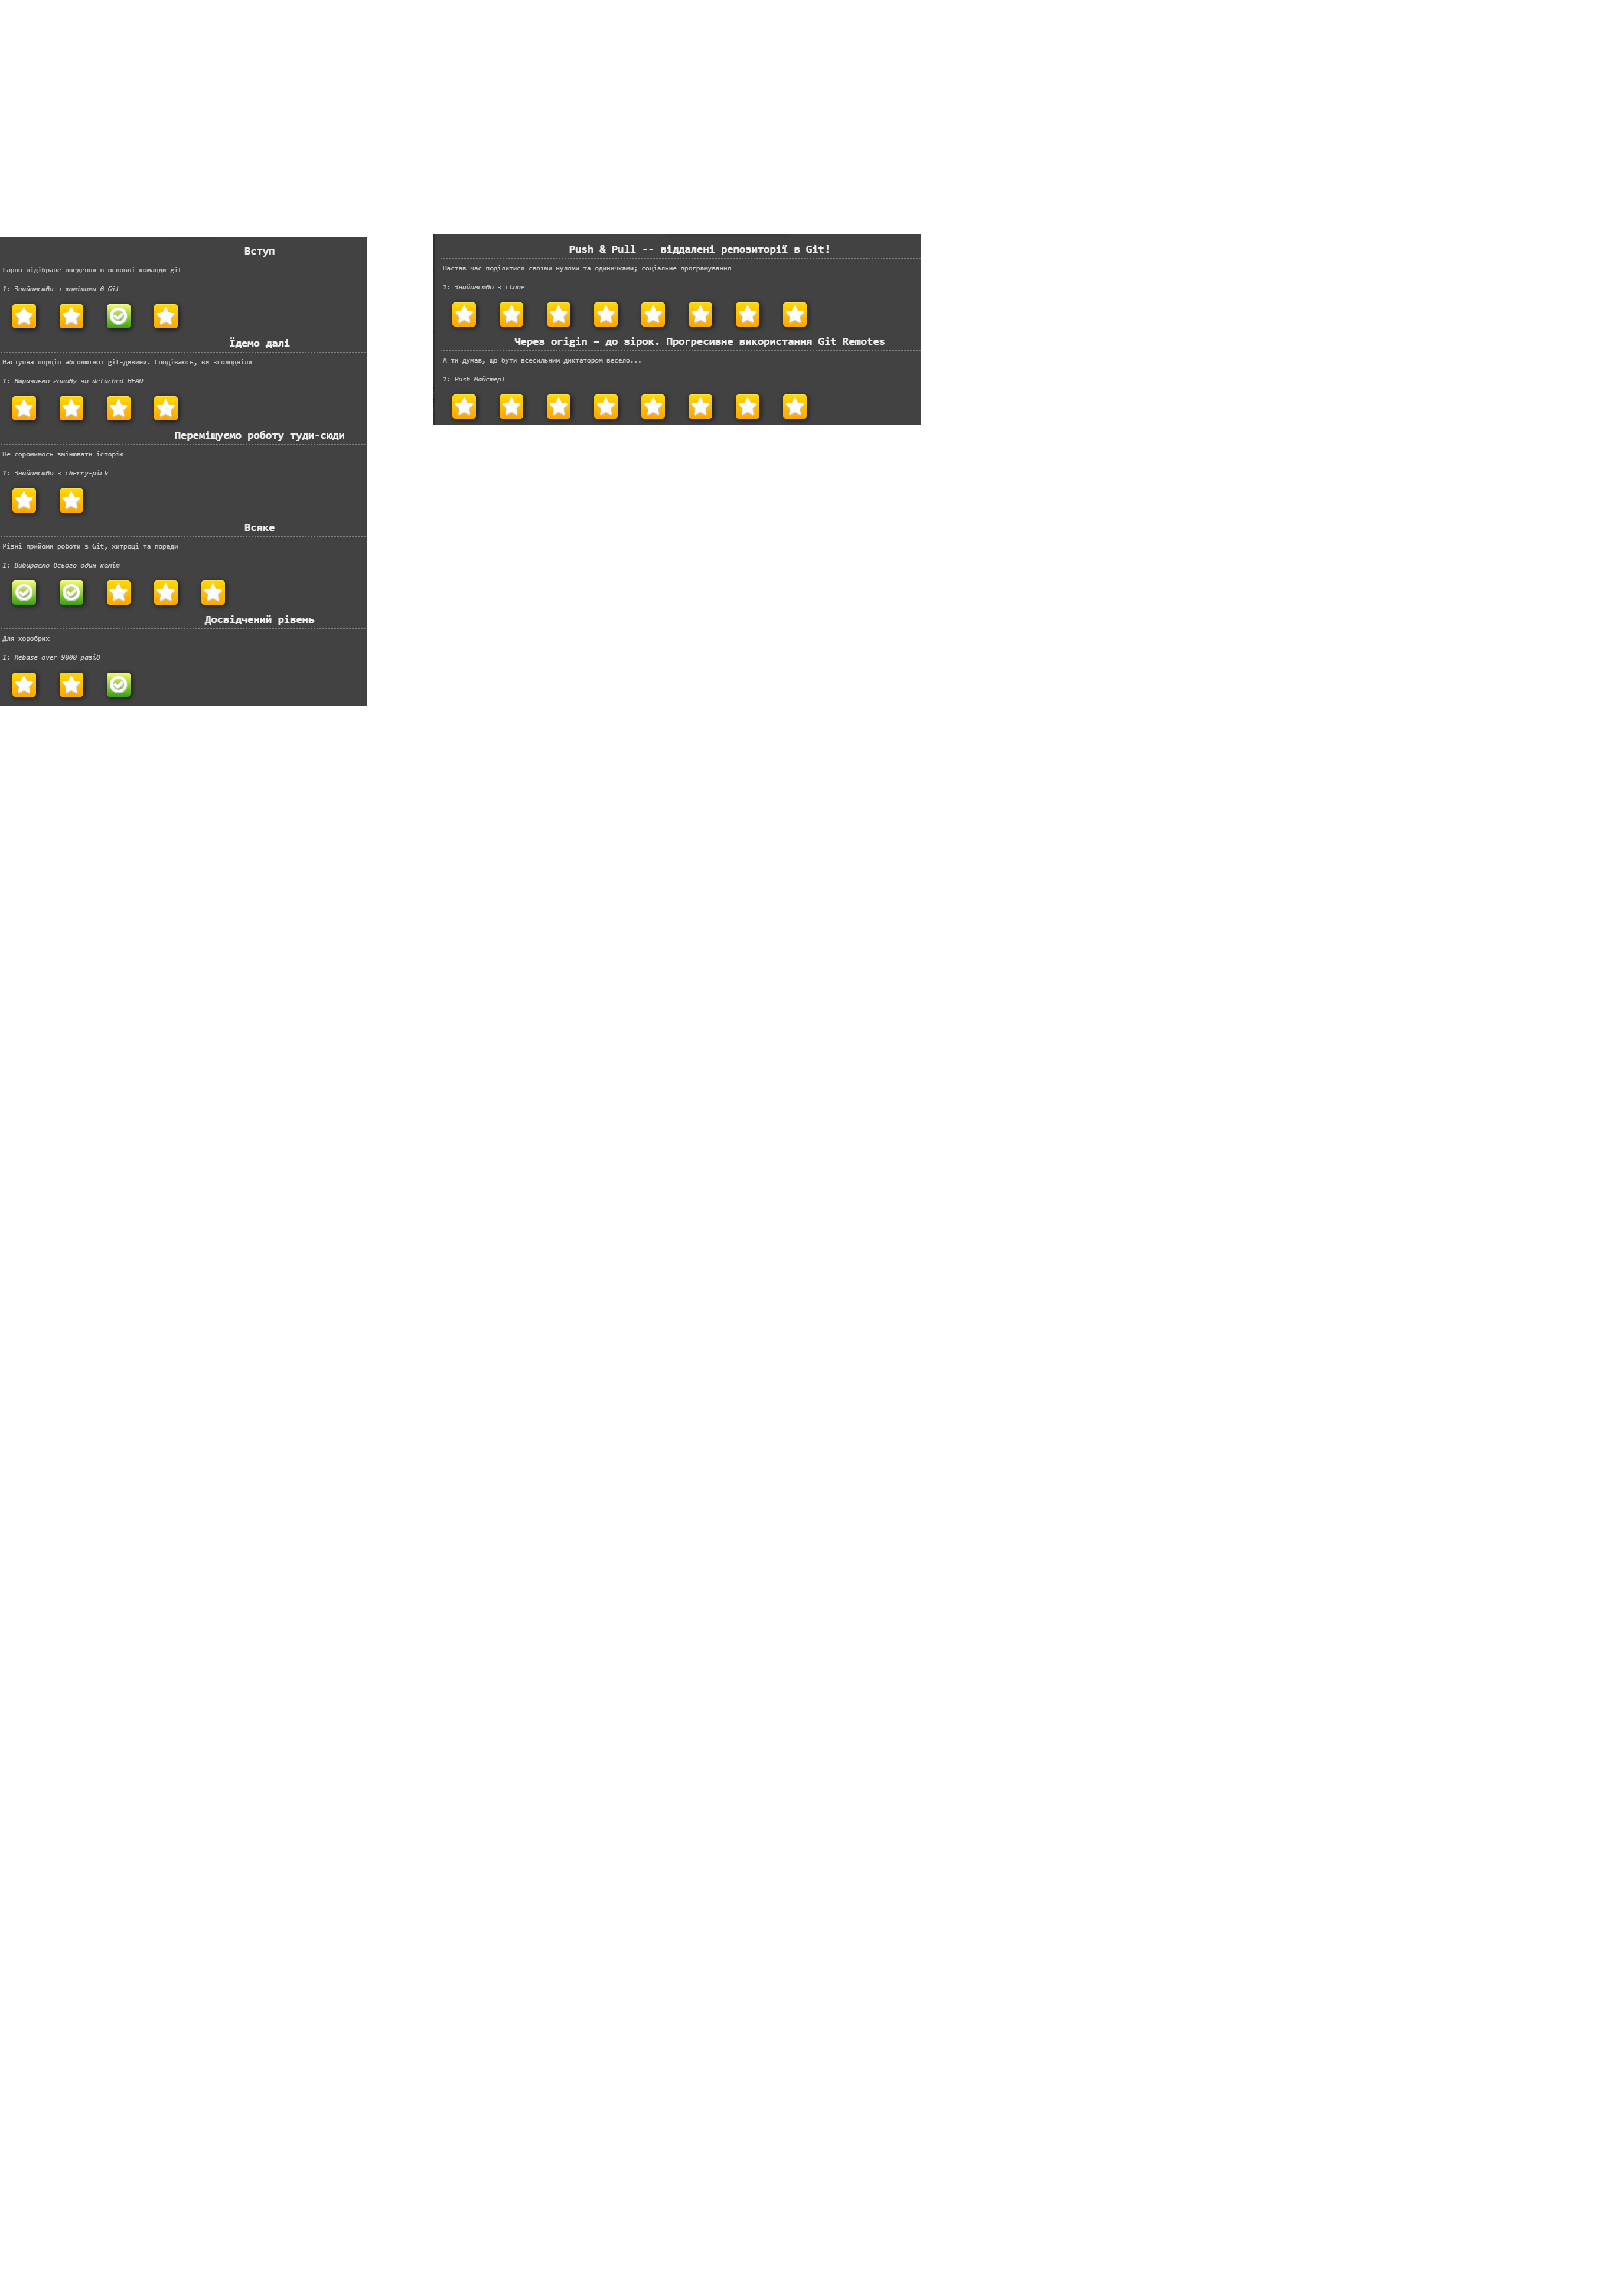 Вступ
Гарно підібране введення в основні команди git
1: Знайомство з комітами в Git
Їдемо далі
Наступна порція абсолютної git-дивини. Сподіваюсь, ви зголодніли
1: Втрачаємо голову чи detached HEAD
Переміщуємо роботу туди-сюди
Не соромимось змінювати історію
1: Знайомство з cherry-pick
Всяке
Різні прийоми роботи з Git, хитрощі та поради
1: Вибираємо всього один коміт
Досвідчений рівень
Для хоробрих
1: Rebase over 9000 разів
Push & Pull -- віддалені репозиторії в Git!
Настав час поділитися своїми нулями та одиничками; соціальне програмування
1: Знайомство з clone
Через origin – до зірок. Прогресивне використання Git Remotes
А ти думав, що бути всесильним диктатором весело...
1: Push Майстер!